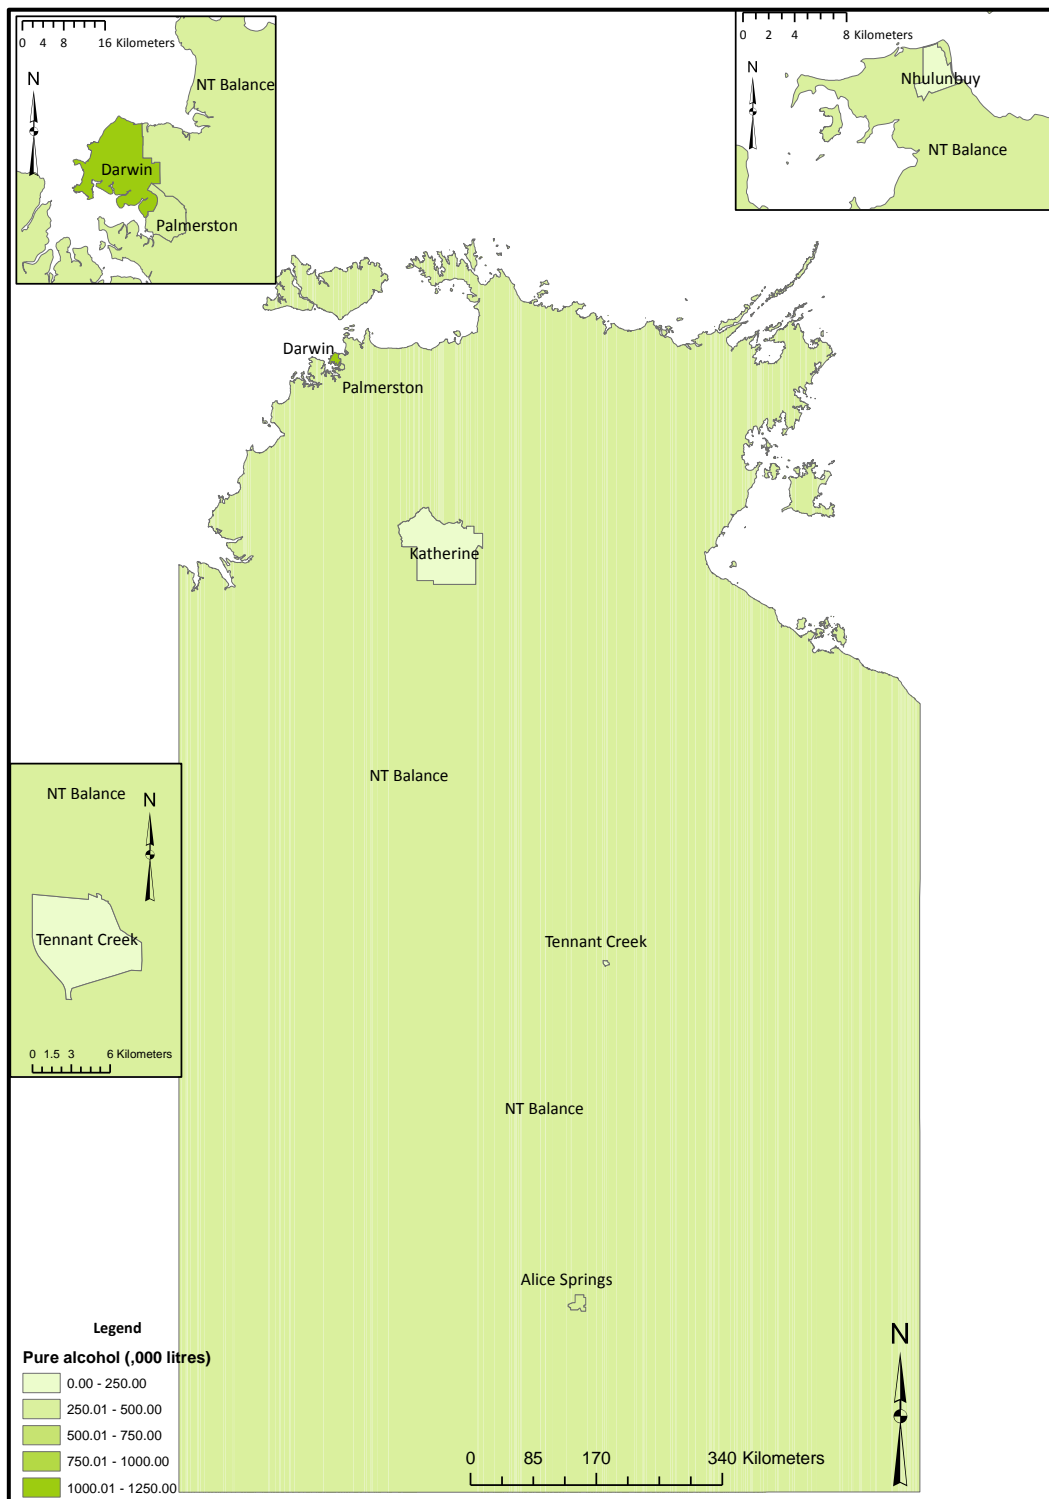 0 4 8 16 Kilometers
N
NT Balance
Darwin
Palmerston
0 2 4 8 Kilometers
N
Nhulunbuy
NT Balance
Darwin
Palmerston
Katherine
NT Balance
NT Balance
N
Tennant Creek
0 1.5 3 6 Kilometers
Tennant Creek
NT Balance
Alice Springs
Legend
Pure alcohol (,000 litres)
0.00 - 250.00
250.01 - 500.00
500.01 - 750.00
750.01 - 1000.00
1000.01 - 1250.00
N
0 85 170 340 Kilometers